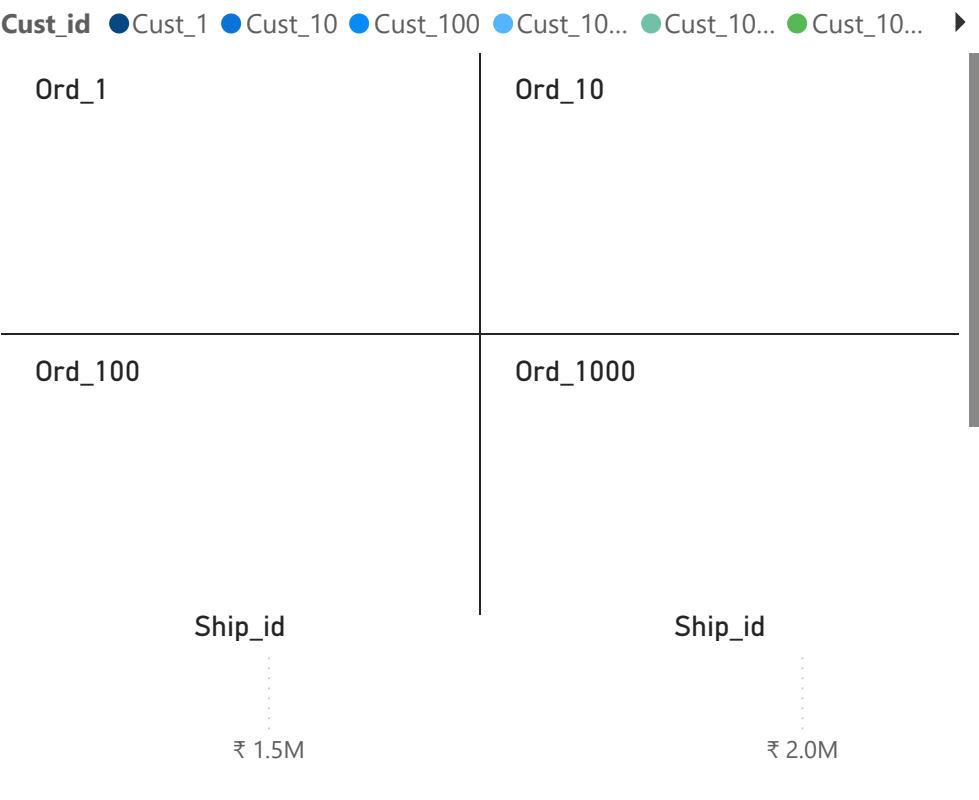 Cust_id Cust_1 Cust_10 Cust_100 Cust_10... Cust_10... Cust_10...
Ord_1 Ord_10
Ord_100 Ord_1000
Ship_id Ship_id
₹ 1.5M ₹ 2.0M